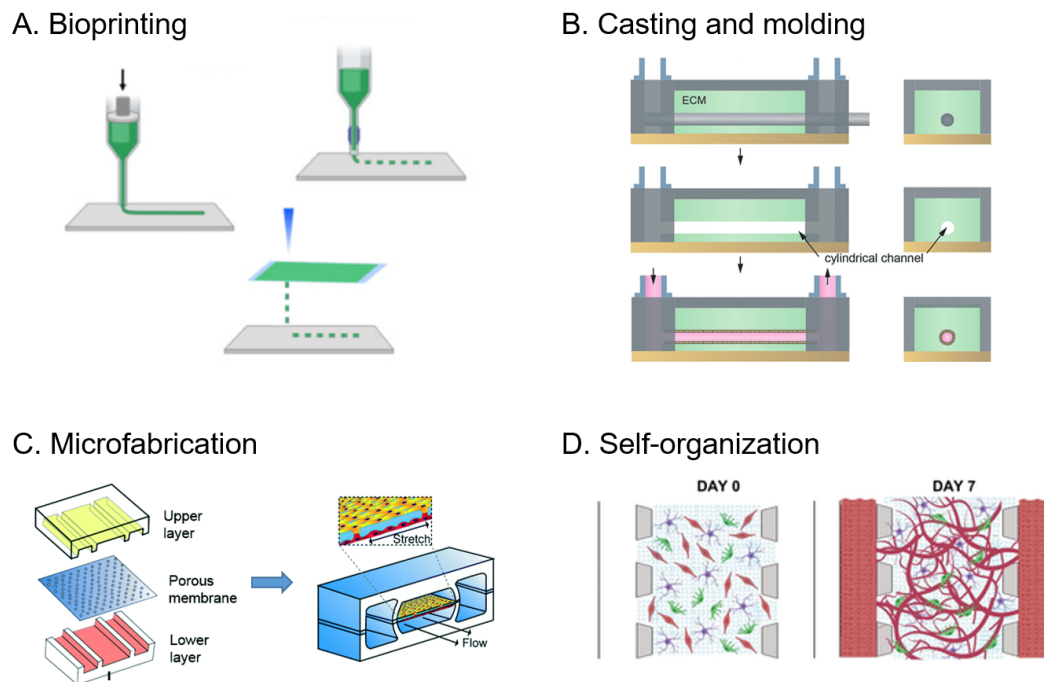 A. Bioprinting
B. Casting and molding
ECM
cylindrical channel
C. Microfabrication
Upper
layer
Porous
membrane
Lower
layer
Stretch
Flow
D. Self-organization
DAY 0
DAY 7